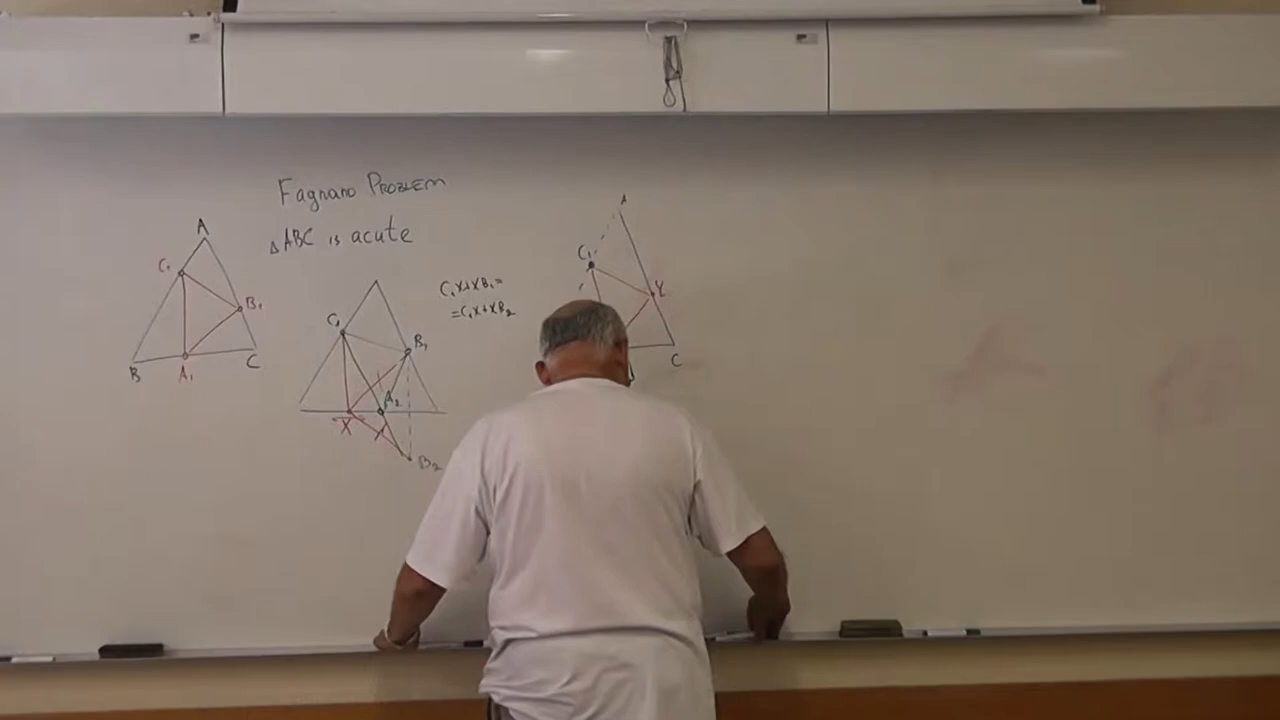 Fagnano PROBLEM
△ABC is acute
A
C₁
B₁
B
A₁
C
C₁
B₁
A₂
X
B₂
C₁X+XB₁=
=C₁X+XB₂
A
C₁
Y
C